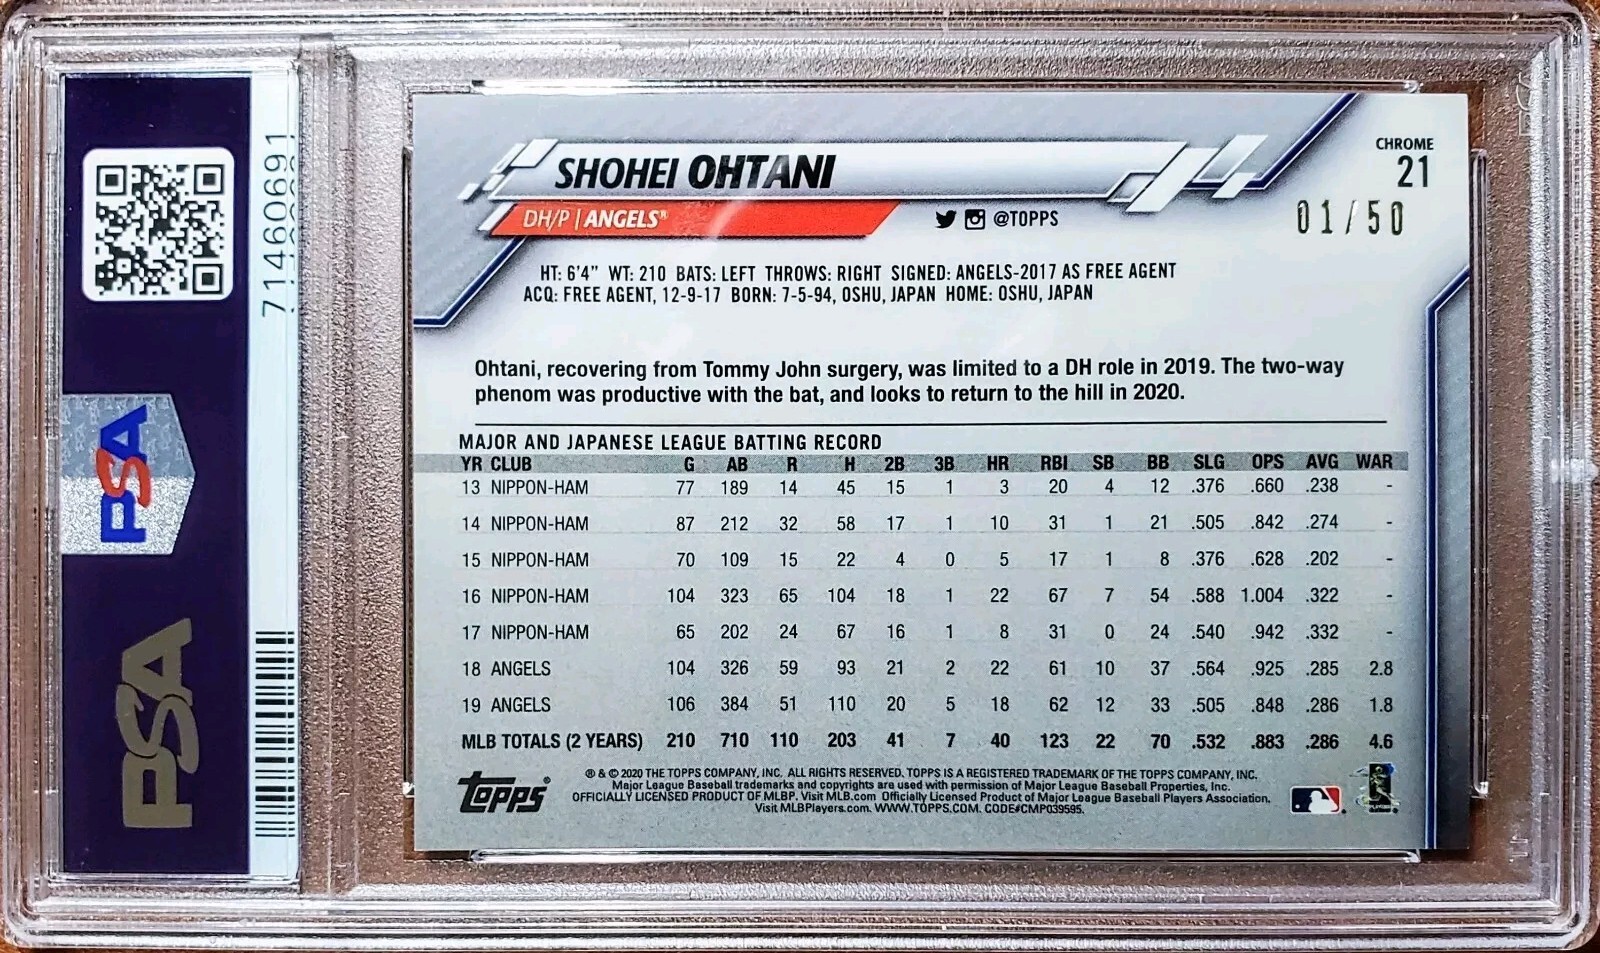 71460691
PSA
PSA
CHROME
21
01/50
SHOHEI OHTANI
DH/P | ANGELS®
@TOPPS
HT: 6'4" WT: 210 BATS: LEFT THROWS: RIGHT SIGNED: ANGELS-2017 AS FREE AGENT
ACQ: FREE AGENT, 12-9-17 BORN: 7-5-94, OSHU, JAPAN HOME: OSHU, JAPAN
Ohtani, recovering from Tommy John surgery, was limited to a DH role in 2019. The two-way
phenom was productive with the bat, and looks to return to the hill in 2020.
MAJOR AND JAPANESE LEAGUE BATTING RECORD
YR CLUB G AB R H 2B 3B HR RBI SB BB SLG OPS AVG WAR
13 NIPPON-HAM 77 189 14 45 15 1 3 20 4 12 .376 .660 .238 -
14 NIPPON-HAM 87 212 32 58 17 1 10 31 1 21 .505 .842 .274 -
15 NIPPON-HAM 70 109 15 22 4 0 5 17 1 8 .376 .628 .202 -
16 NIPPON-HAM 104 323 65 104 18 1 22 67 7 54 .588 1.004 .322 -
17 NIPPON-HAM 65 202 24 67 16 1 8 31 0 24 .540 .942 .332 -
18 ANGELS 104 326 59 93 21 2 22 61 10 37 .564 .925 .285 2.8
19 ANGELS 106 384 51 110 20 5 18 62 12 33 .505 .848 .286 1.8
MLB TOTALS (2 YEARS) 210 710 110 203 41 7 40 123 22 70 .532 .883 .286 4.6
topps®
® & © 2020 THE TOPPS COMPANY, INC. ALL RIGHTS RESERVED. TOPPS IS A REGISTERED TRADEMARK OF THE TOPPS COMPANY, INC.
Major League Baseball trademarks and copyrights are used with permission of Major League Baseball Properties, Inc.
OFFICIALLY LICENSED PRODUCT OF MLBP. Visit MLB.com Officially Licensed Product of Major League Baseball Players Association.
Visit MLBPlayers.com. WWW.TOPPS.COM. CODE#CMP039595.